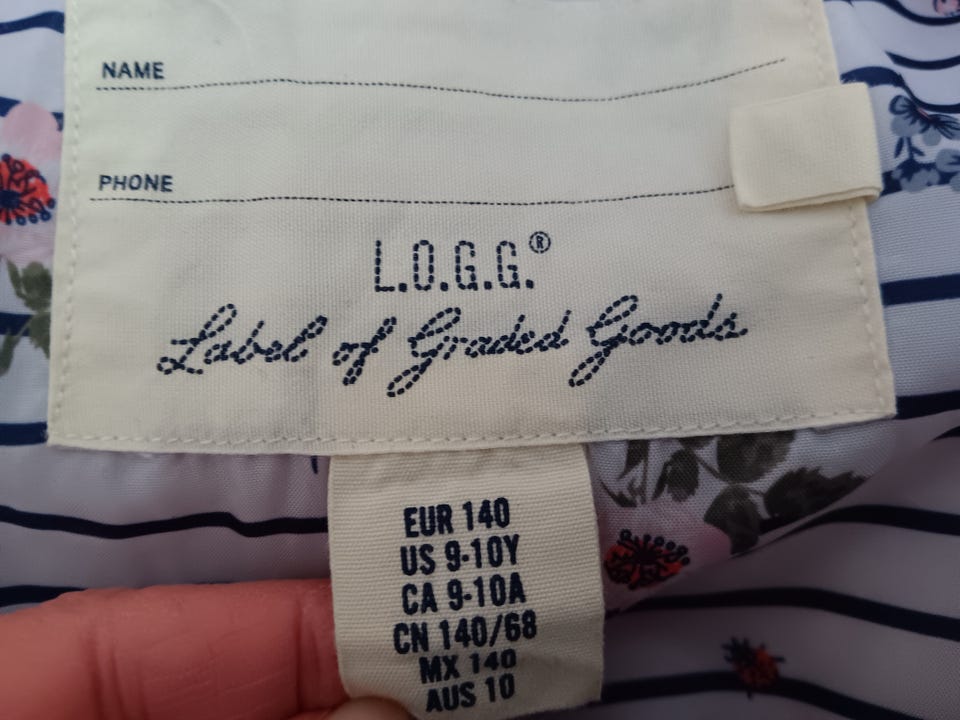 NAME
PHONE
L.O.G.G.®
Label of Graded Goods
EUR 140
US 9-10Y
CA 9-10A
CN 140/68
MX 140
AUS 10